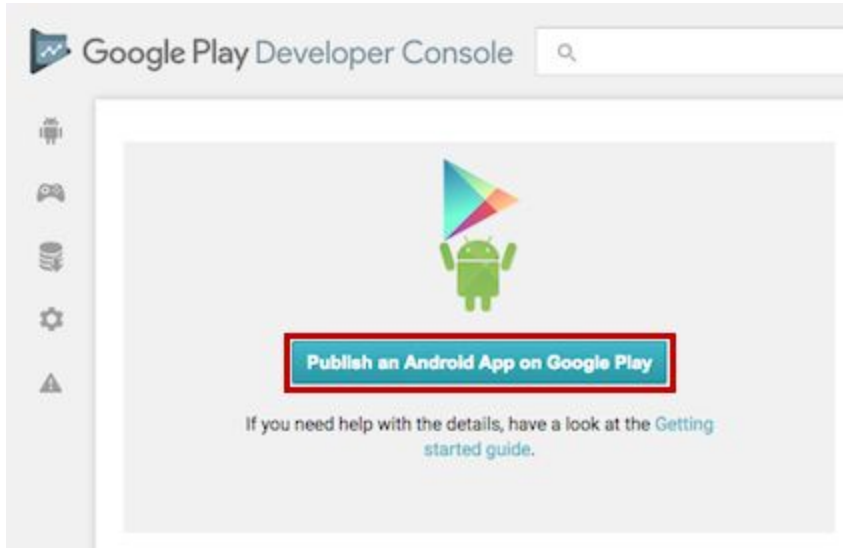 Google Play Developer Console
Publish an Android App on Google Play
If you need help with the details, have a look at the Getting
started guide.